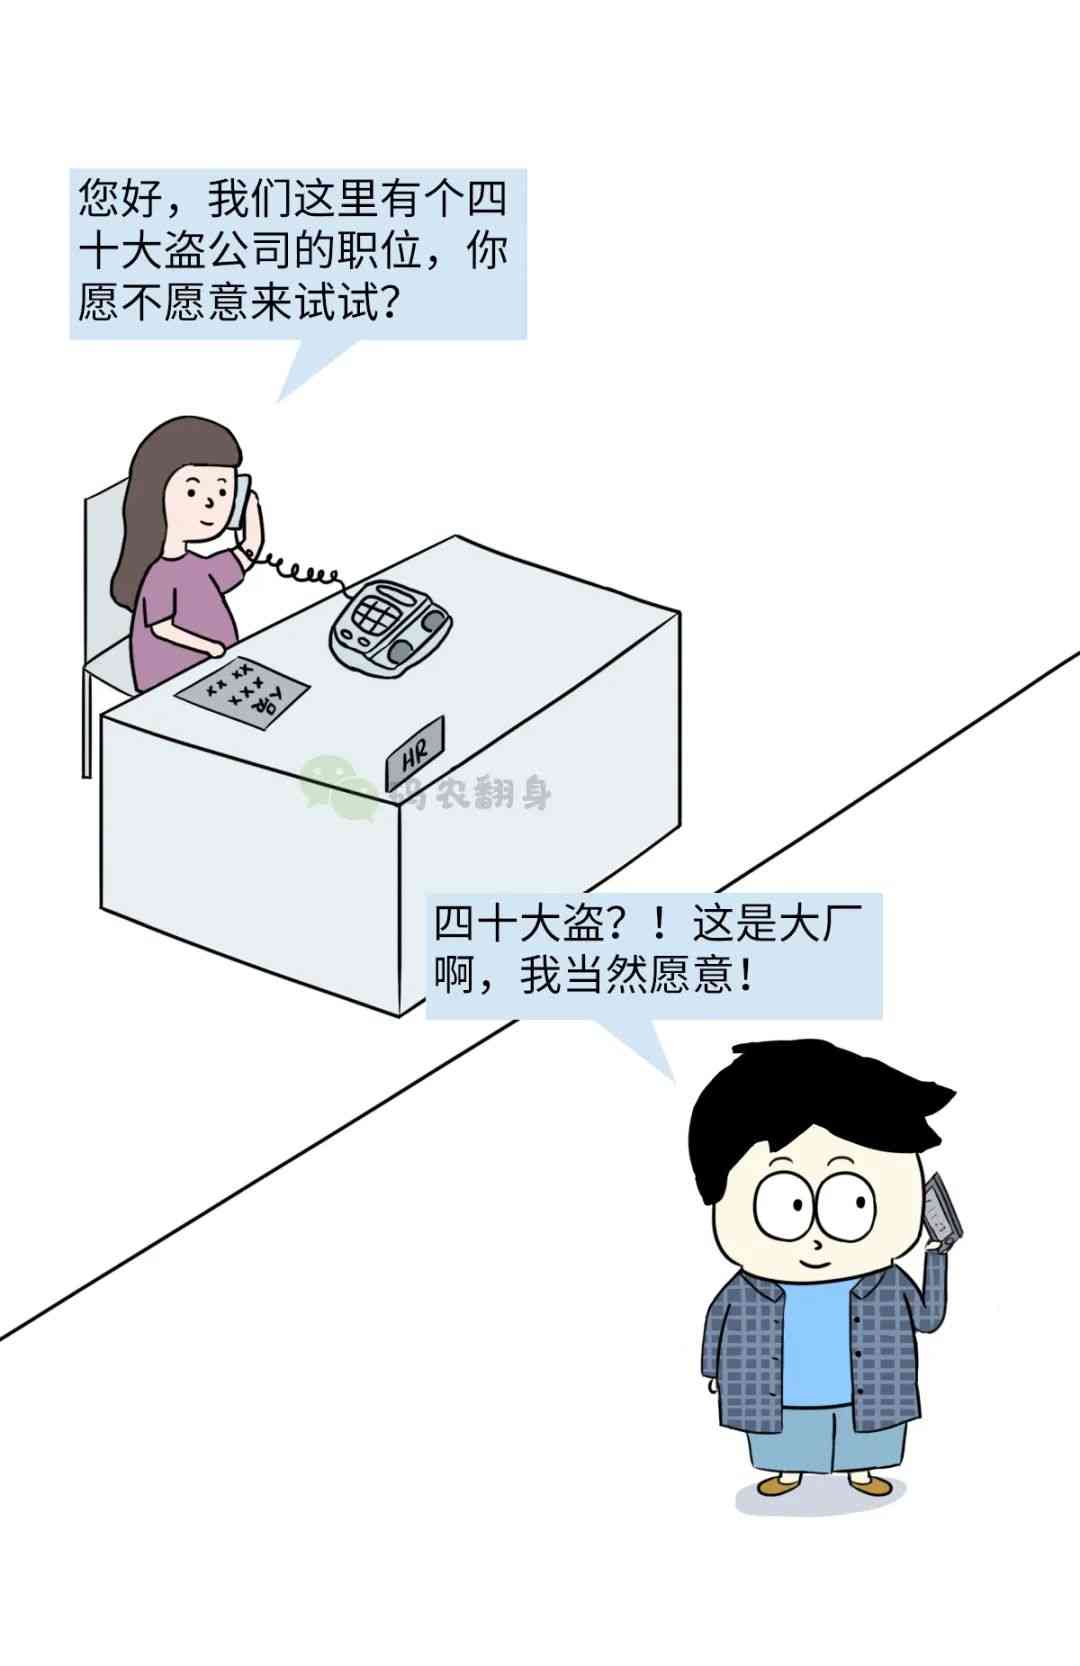 您好，我们这里有个四
十大盗公司的职位，你
愿不愿意来试试？
HR
码农翻身
四十大盗？！这是大厂
啊，我当然愿意！